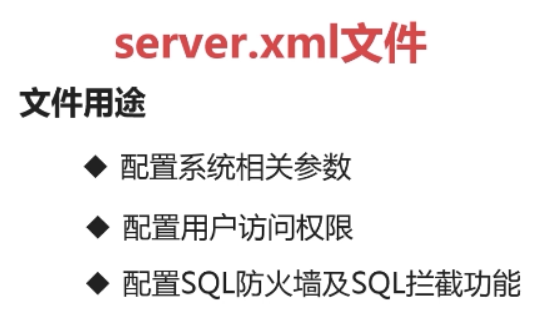 server.xml文件
文件用途
◆ 配置系统相关参数
◆ 配置用户访问权限
◆ 配置SQL防火墙及SQL拦截功能